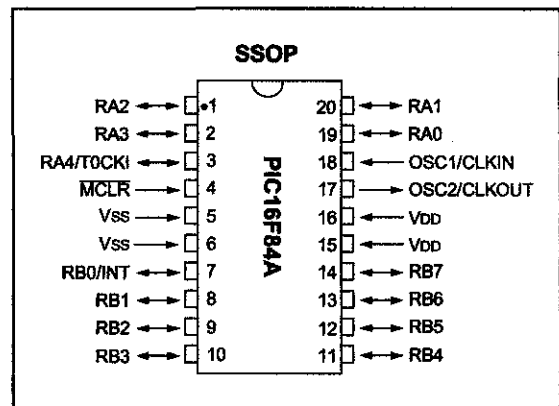 SSOP
RA2 1 20 RA1
RA3 2 19 RA0
RA4/T0CKI 3 18 OSC1/CLKIN
MCLR 4 17 OSC2/CLKOUT
VSS 5 16 VDD
VSS 6 15 VDD
RB0/INT 7 14 RB7
RB1 8 13 RB6
RB2 9 12 RB5
RB3 10 11 RB4
PIC16F84A